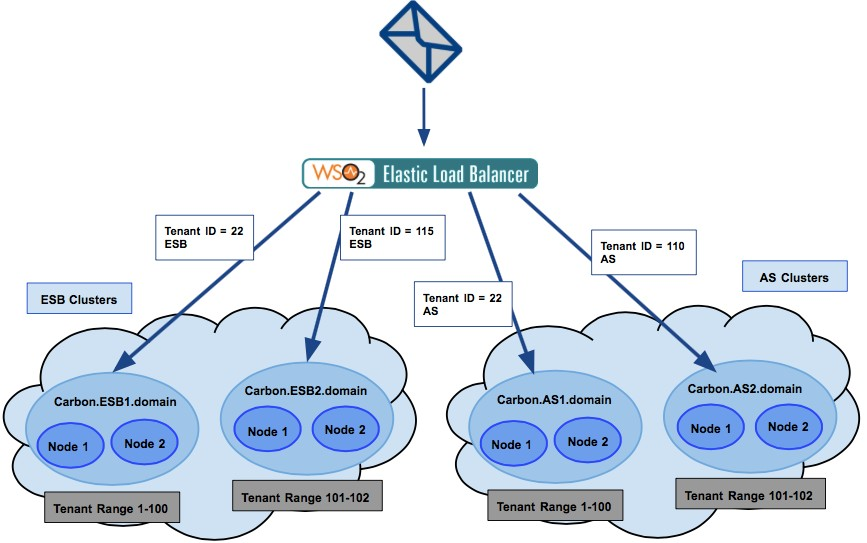 WSO2 Elastic Load Balancer
Tenant ID = 22
ESB
Tenant ID = 115
ESB
Tenant ID = 110
AS
Tenant ID = 22
AS
ESB Clusters
AS Clusters
Carbon.ESB1.domain
Node 1
Node 2
Tenant Range 1-100
Carbon.ESB2.domain
Node 1
Node 2
Tenant Range 101-102
Carbon.AS1.domain
Node 1
Node 2
Tenant Range 1-100
Carbon.AS2.domain
Node 1
Node 2
Tenant Range 101-102